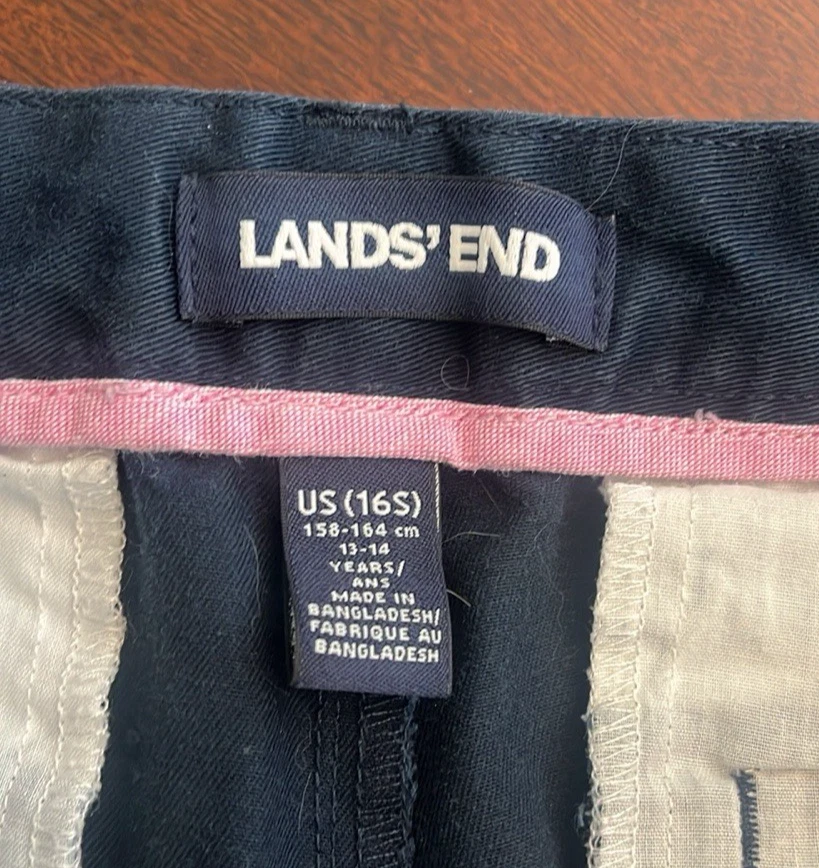 LANDS' END
US (16S)
158-164 cm
13-14
YEARS/
ANS
MADE IN
BANGLADESH/
FABRIQUE AU
BANGLADESH